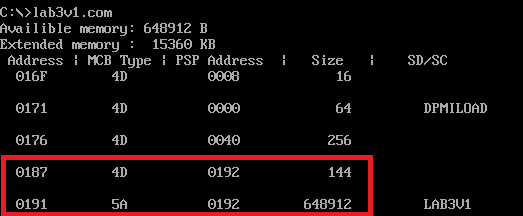 C:\>lab3v1.com
Availible memory: 648912 B
Extended memory :  15360 KB
Address | MCB Type | PSP Address  |    Size    |    SD/SC
016F 4D 0008 16
0171 4D 0000 64 DPMILOAD
0176 4D 0040 256
0187 4D 0192 144
0191 5A 0192 648912 LAB3V1